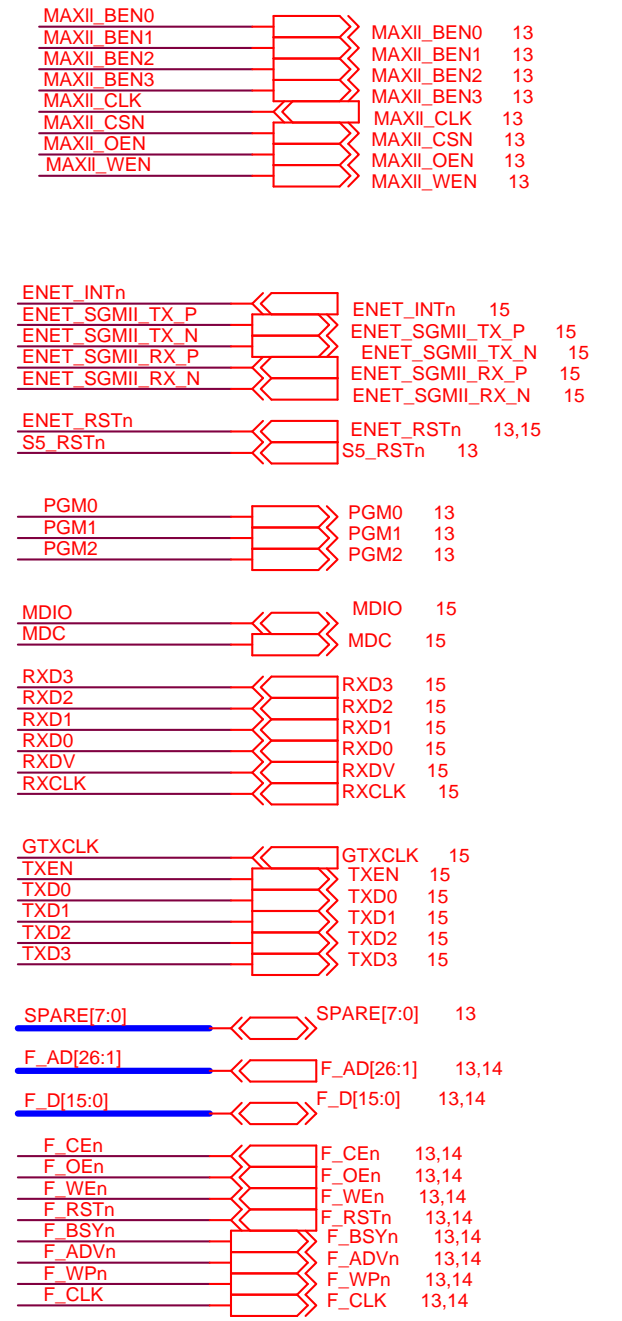 MAXII_BEN0 MAXII_BEN0 13
MAXII_BEN1 MAXII_BEN1 13
MAXII_BEN2 MAXII_BEN2 13
MAXII_BEN3 MAXII_BEN3 13
MAXII_CLK MAXII_CLK 13
MAXII_CSN MAXII_CSN 13
MAXII_OEN MAXII_OEN 13
MAXII_WEN MAXII_WEN 13
ENET_INTn ENET_INTn 15
ENET_SGMII_TX_P ENET_SGMII_TX_P 15
ENET_SGMII_TX_N ENET_SGMII_TX_N 15
ENET_SGMII_RX_P ENET_SGMII_RX_P 15
ENET_SGMII_RX_N ENET_SGMII_RX_N 15
ENET_RSTn ENET_RSTn 13,15
S5_RSTn S5_RSTn 13
PGM0 PGM0 13
PGM1 PGM1 13
PGM2 PGM2 13
MDIO MDIO 15
MDC MDC 15
RXD3 RXD3 15
RXD2 RXD2 15
RXD1 RXD1 15
RXD0 RXD0 15
RXDV RXDV 15
RXCLK RXCLK 15
GTXCLK GTXCLK 15
TXEN TXEN 15
TXD0 TXD0 15
TXD1 TXD1 15
TXD2 TXD2 15
TXD3 TXD3 15
SPARE[7:0] SPARE[7:0] 13
F_AD[26:1] F_AD[26:1] 13,14
F_D[15:0] F_D[15:0] 13,14
F_CEn F_CEn 13,14
F_OEn F_OEn 13,14
F_WEn F_WEn 13,14
F_RSTn F_RSTn 13,14
F_BSYn F_BSYn 13,14
F_ADVn F_ADVn 13,14
F_WPn F_WPn 13,14
F_CLK F_CLK 13,14